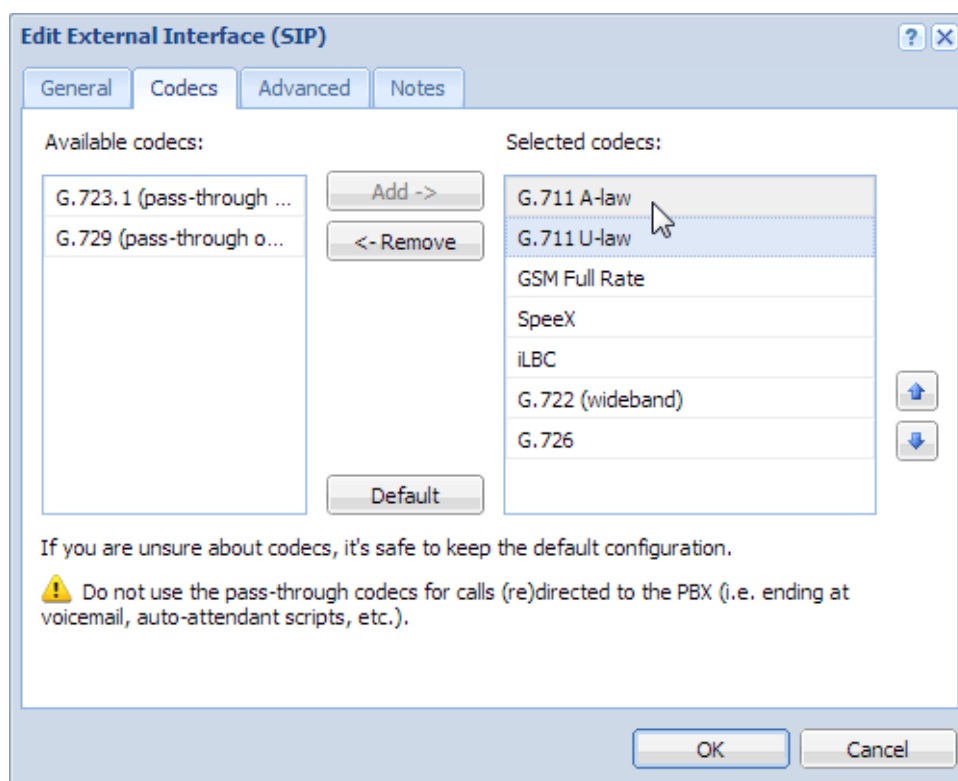 Edit External Interface (SIP)
?
General Codecs Advanced Notes
Available codecs:
Selected codecs:
G.723.1 (pass-through ...
G.729 (pass-through o...
Add ->
<- Remove
Default
G.711 A-law
G.711 U-law
GSM Full Rate
SpeeX
iLBC
G.722 (wideband)
G.726
If you are unsure about codecs, it's safe to keep the default configuration.
! Do not use the pass-through codecs for calls (re)directed to the PBX (i.e. ending at
voicemail, auto-attendant scripts, etc.).
OK Cancel